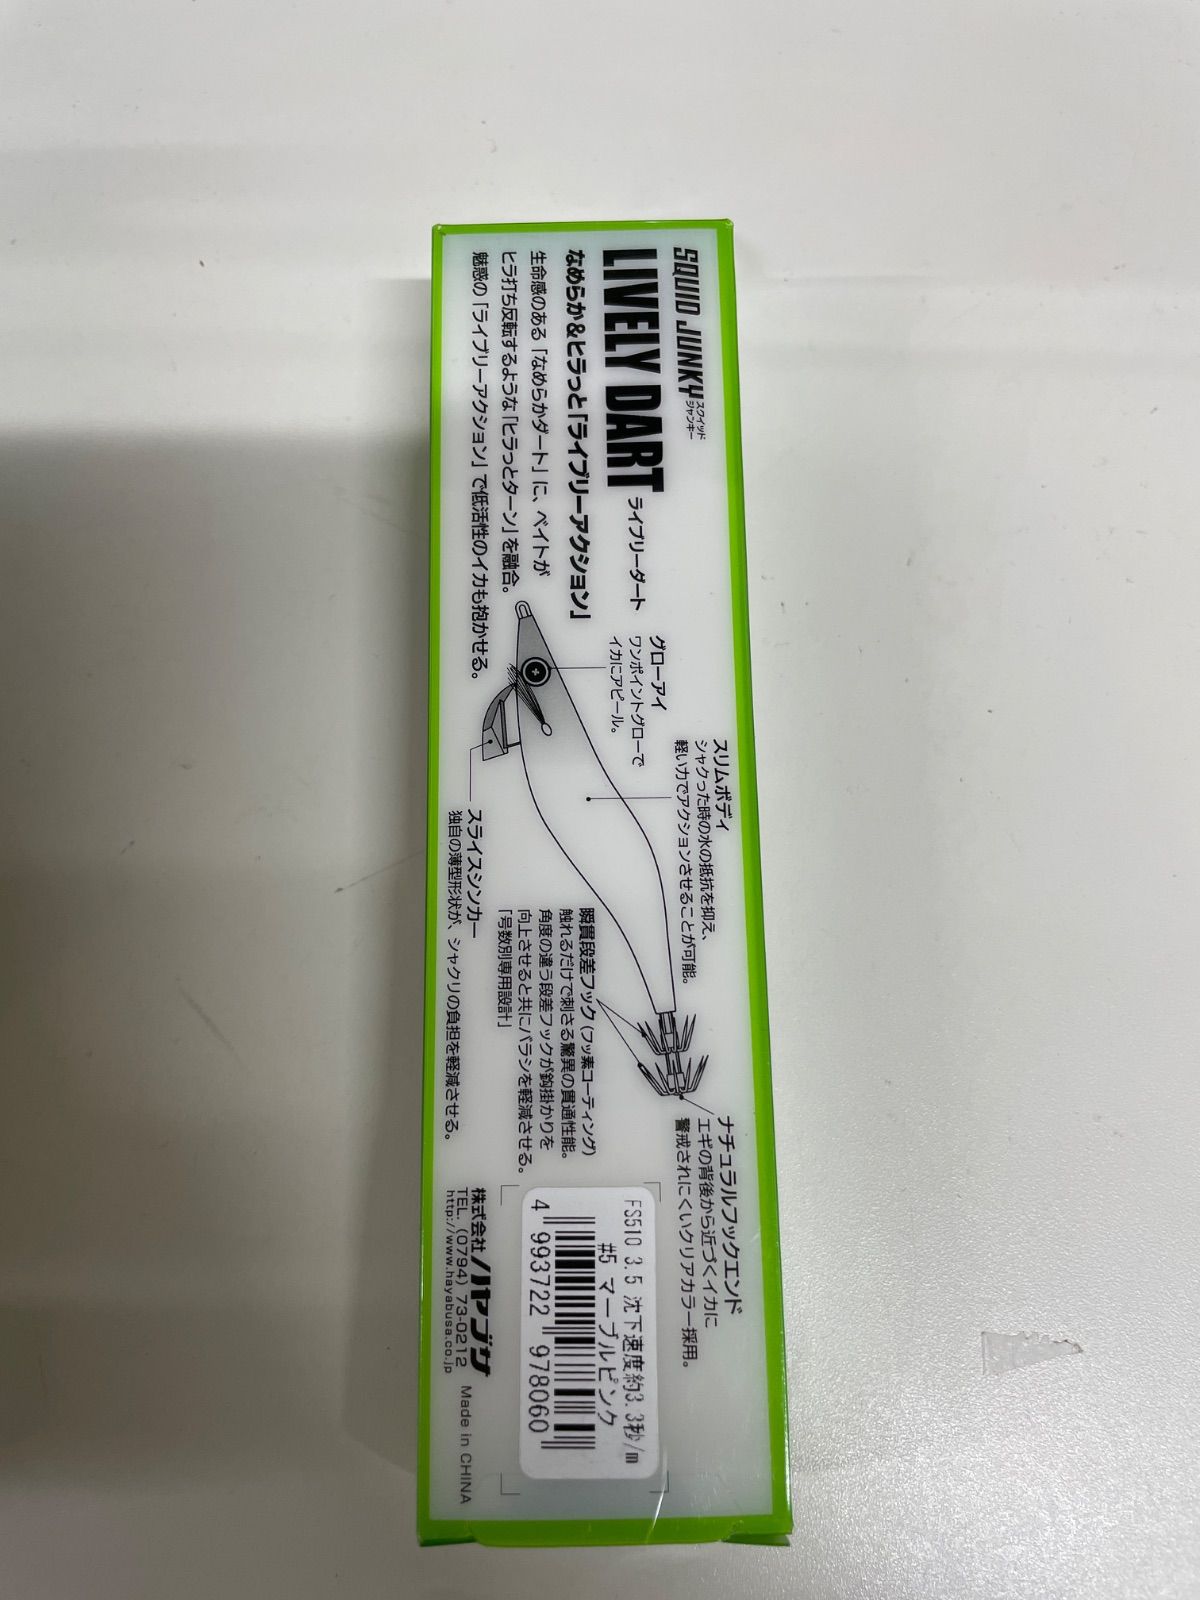 SQUID JUNKY
スクイッド
ジャンキー
LIVELY DART ライブリーダート
なめらか&ヒラっと「ライブリーアクション」
生命感のある「なめらかダート」に、ベイトが
ヒラ打ち反転するような「ヒラっとターン」を融合。
魅惑の「ライブリーアクション」で低活性のイカも抱かせる。
グローアイ
ワンポイントグローで
イカにアピール。
スリムボディ
シャクった時の水の抵抗を抑え、
軽い力でアクションさせることが可能。
スライスシンカー
独自の薄型形状が、シャクリの負担を軽減させる。
瞬貫段差フック(フッ素コーティング)
触れるだけで刺さる驚異の貫通性能。
角度の違う段差フックが鈎掛かりを
向上させると共にバラシを軽減させる。
「号数別専用設計」
ナチュラルフックエンド
エギの背後から近づくイカに
警戒されにくいクリアカラー採用。
FS510 3.5 沈下速度約3.3秒/m
#5 マーブルピンク
4 993722 978060
株式会社ハヤブサ
TEL. (0794) 73-0212
http://www.hayabusa.co.jp
Made in CHINA